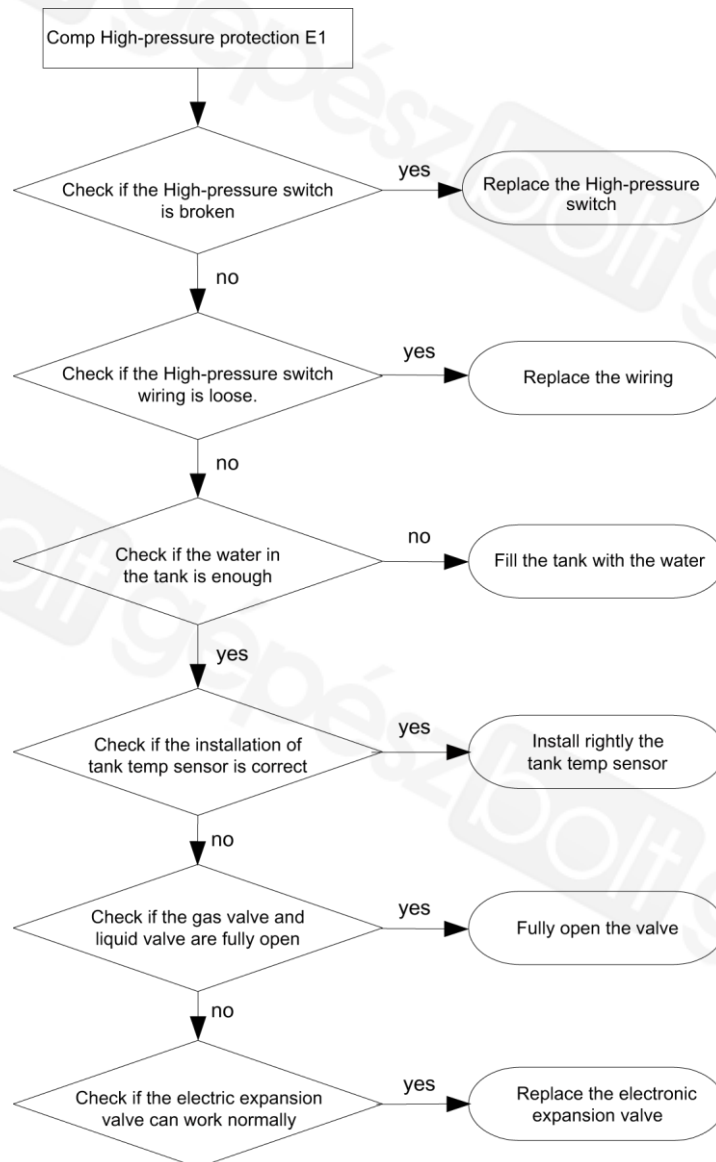 Comp High-pressure protection E1
Check if the High-pressure switch
is broken
yes
Replace the High-pressure
switch
no
Check if the High-pressure switch
wiring is loose.
yes
Replace the wiring
no
Check if the water in
the tank is enough
no
Fill the tank with the water
yes
Check if the installation of
tank temp sensor is correct
yes
Install rightly the
tank temp sensor
no
Check if the gas valve and
liquid valve are fully open
yes
Fully open the valve
no
Check if the electric expansion
valve can work normally
yes
Replace the electronic
expansion valve
gépész bolt
gépész bolt